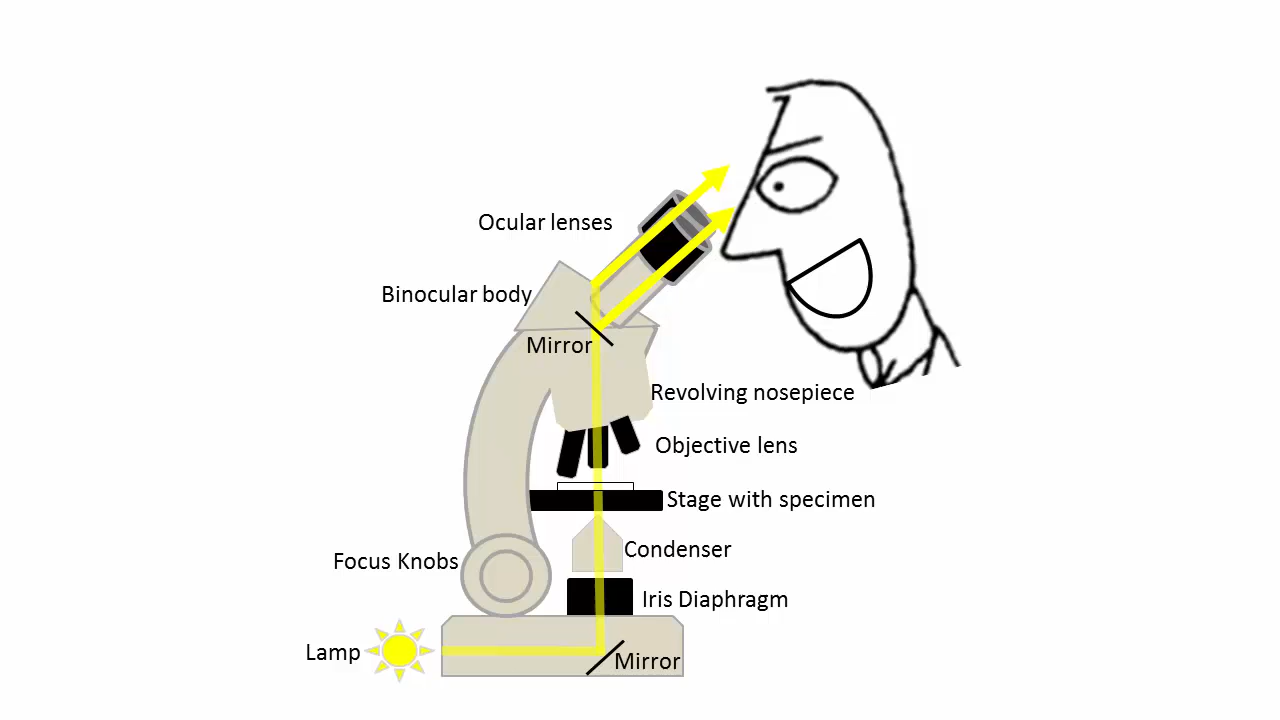 Ocular lenses
Binocular body
Mirror
Revolving nosepiece
Objective lens
Stage with specimen
Condenser
Focus Knobs
Iris Diaphragm
Lamp
Mirror